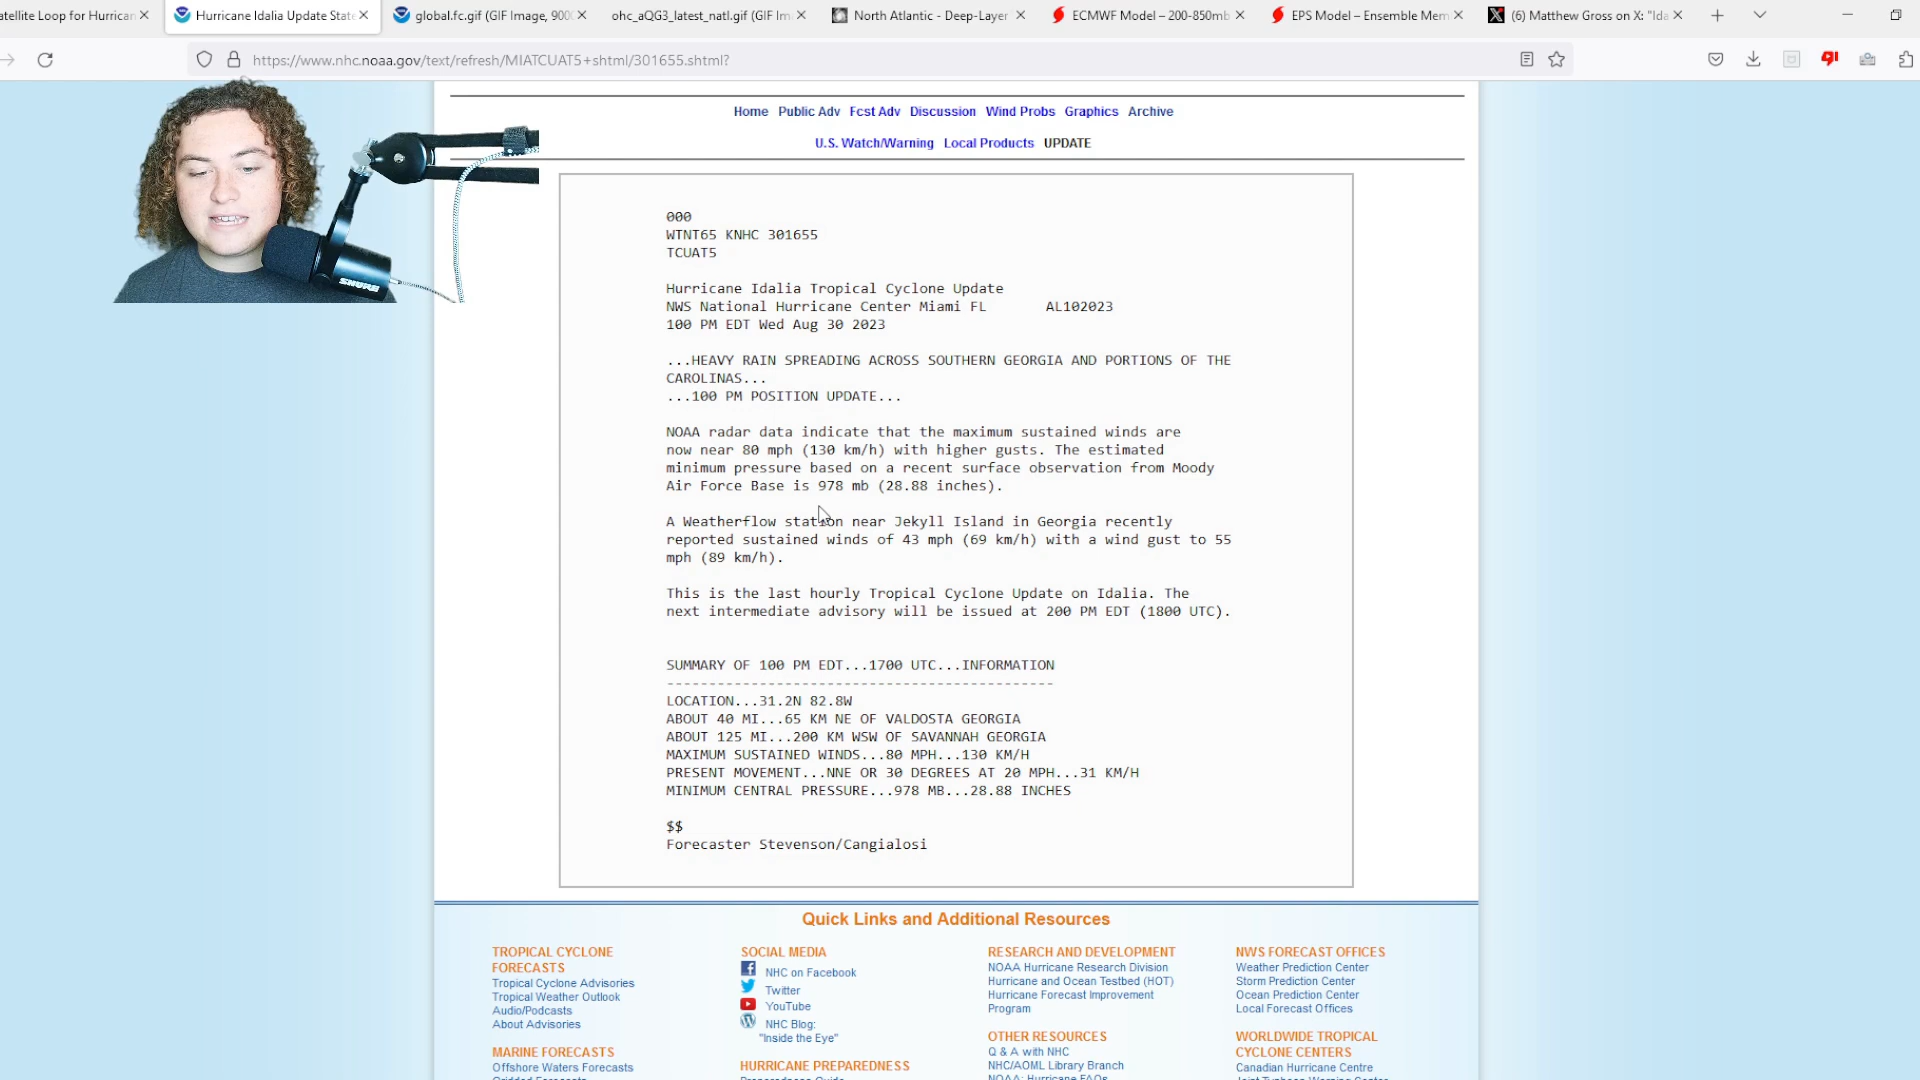 atellite Loop for Hurrican
Hurricane Idalia Update State
global.fc.gif (GIF Image, 900
ohc_aQG3_latest_natl.gif (GIF Im
North Atlantic - Deep-Layer
ECMWF Model – 200-850mb
EPS Model – Ensemble Mem
X (6) Matthew Gross on X: "Ida
https://www.nhc.noaa.gov/text/refresh/MIATCUAT5+shtml/301655.shtml?
Home Public Adv Fcst Adv Discussion Wind Probs Graphics Archive
U.S. Watch/Warning Local Products UPDATE
SHURE
000
WTNT65 KNHC 301655
TCUAT5
Hurricane Idalia Tropical Cyclone Update
NWS National Hurricane Center Miami FL AL102023
100 PM EDT Wed Aug 30 2023
...HEAVY RAIN SPREADING ACROSS SOUTHERN GEORGIA AND PORTIONS OF THE
CAROLINAS...
...100 PM POSITION UPDATE...
NOAA radar data indicate that the maximum sustained winds are
now near 80 mph (130 km/h) with higher gusts. The estimated
minimum pressure based on a recent surface observation from Moody
Air Force Base is 978 mb (28.88 inches).
A Weatherflow station near Jekyll Island in Georgia recently
reported sustained winds of 43 mph (69 km/h) with a wind gust to 55
mph (89 km/h).
This is the last hourly Tropical Cyclone Update on Idalia. The
next intermediate advisory will be issued at 200 PM EDT (1800 UTC).
SUMMARY OF 100 PM EDT...1700 UTC...INFORMATION
----------------------------------------------
LOCATION...31.2N 82.8W
ABOUT 40 MI...65 KM NE OF VALDOSTA GEORGIA
ABOUT 125 MI...200 KM WSW OF SAVANNAH GEORGIA
MAXIMUM SUSTAINED WINDS...80 MPH...130 KM/H
PRESENT MOVEMENT...NNE OR 30 DEGREES AT 20 MPH...31 KM/H
MINIMUM CENTRAL PRESSURE...978 MB...28.88 INCHES
$$
Forecaster Stevenson/Cangialosi
Quick Links and Additional Resources
TROPICAL CYCLONE
FORECASTS
Tropical Cyclone Advisories
Tropical Weather Outlook
Audio/Podcasts
About Advisories
MARINE FORECASTS
Offshore Waters Forecasts
Gridded Forecasts
SOCIAL MEDIA
NHC on Facebook
Twitter
YouTube
NHC Blog:
"Inside the Eye"
HURRICANE PREPAREDNESS
Preparedness Guide
RESEARCH AND DEVELOPMENT
NOAA Hurricane Research Division
Hurricane and Ocean Testbed (HOT)
Hurricane Forecast Improvement
Program
OTHER RESOURCES
Q & A with NHC
NHC/AOML Library Branch
NOAA: Hurricane FAQs
NWS FORECAST OFFICES
Weather Prediction Center
Storm Prediction Center
Ocean Prediction Center
Local Forecast Offices
WORLDWIDE TROPICAL
CYCLONE CENTERS
Canadian Hurricane Centre
Joint Typhoon Warning Center